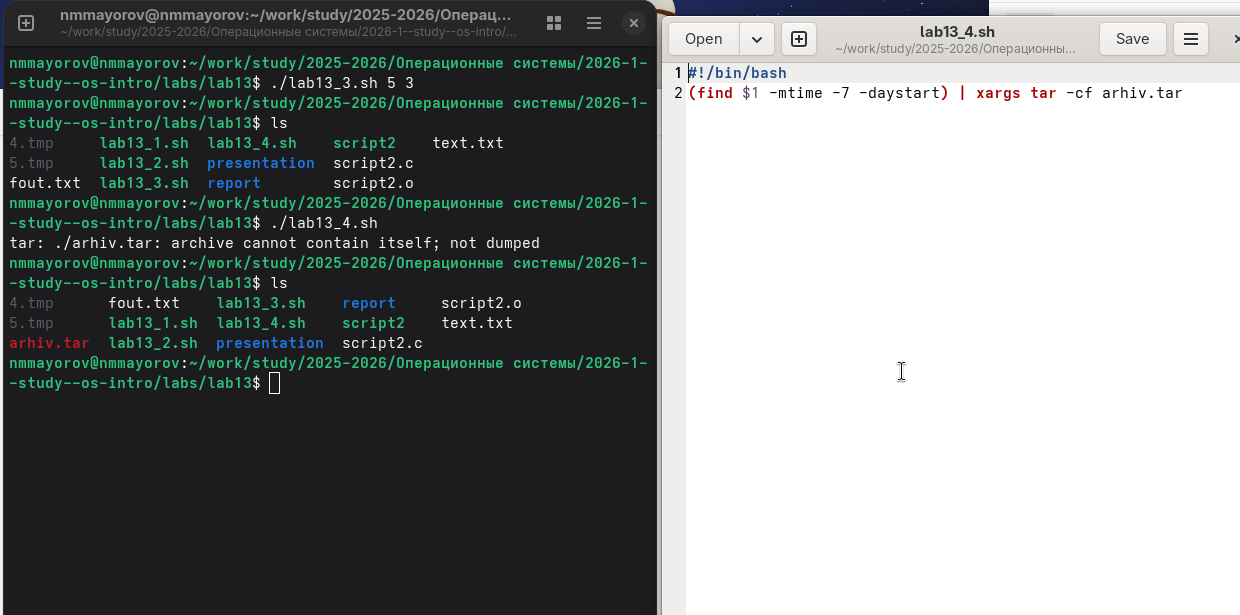 nmmayorov@nmmayorov:~/work/study/2025-2026/Операц...
~/work/study/2025-2026/Операционные системы/2026-1--study--os-intro/...
nmmayorov@nmmayorov:~/work/study/2025-2026/Операционные системы/2026-1-
-study--os-intro/labs/lab13$ ./lab13_3.sh 5 3
nmmayorov@nmmayorov:~/work/study/2025-2026/Операционные системы/2026-1-
-study--os-intro/labs/lab13$ ls
4.tmp lab13_1.sh lab13_4.sh script2 text.txt
5.tmp lab13_2.sh presentation script2.c
fout.txt lab13_3.sh report script2.o
nmmayorov@nmmayorov:~/work/study/2025-2026/Операционные системы/2026-1-
-study--os-intro/labs/lab13$ ./lab13_4.sh
tar: ./arhiv.tar: archive cannot contain itself; not dumped
nmmayorov@nmmayorov:~/work/study/2025-2026/Операционные системы/2026-1-
-study--os-intro/labs/lab13$ ls
4.tmp fout.txt lab13_3.sh report script2.o
5.tmp lab13_1.sh lab13_4.sh script2 text.txt
arhiv.tar lab13_2.sh presentation script2.c
nmmayorov@nmmayorov:~/work/study/2025-2026/Операционные системы/2026-1-
-study--os-intro/labs/lab13$
Open
lab13_4.sh
~/work/study/2025-2026/Операционны...
Save
1 #!/bin/bash
2 (find $1 -mtime -7 -daystart) | xargs tar -cf arhiv.tar